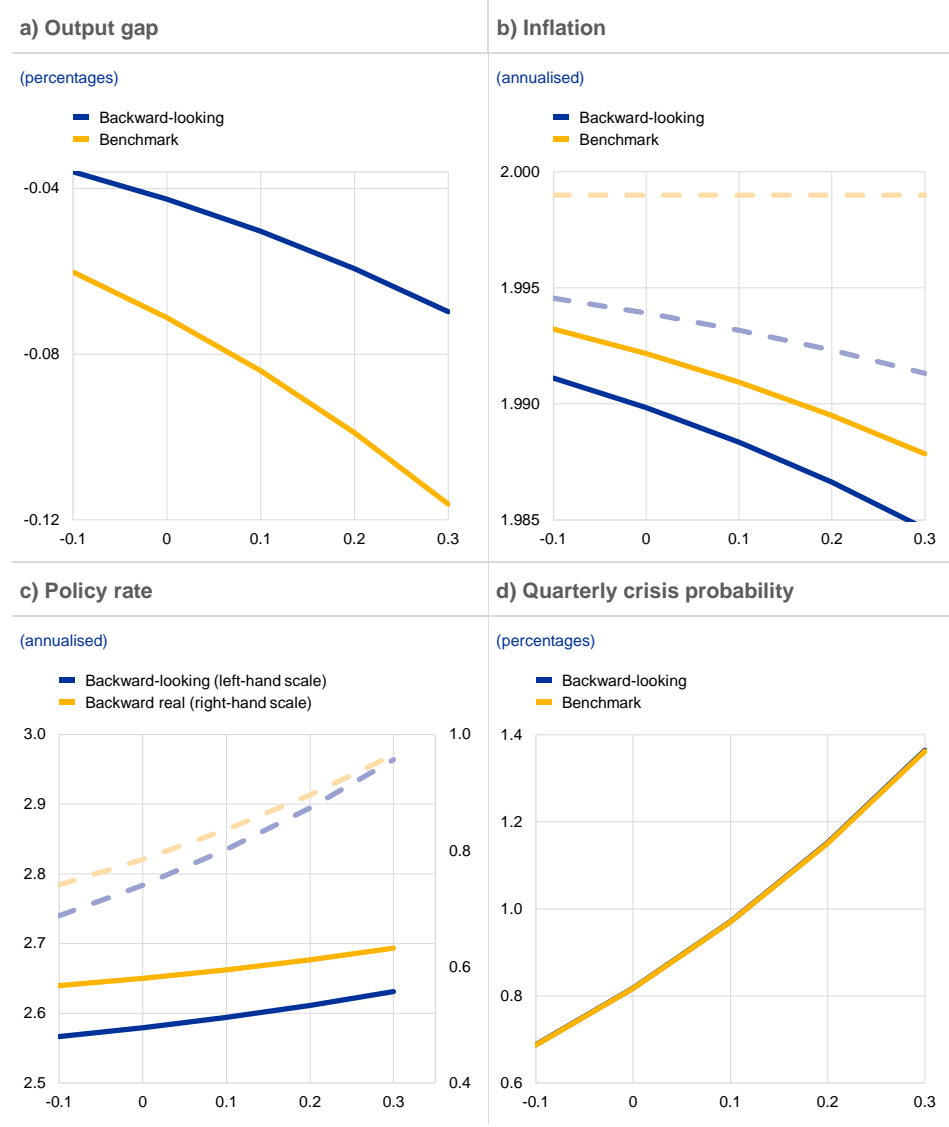 a) Output gap
(percentages)
Backward-looking
Benchmark
-0.04
-0.08
-0.12
-0.1 0 0.1 0.2 0.3
b) Inflation
(annualised)
Backward-looking
Benchmark
2.000
1.995
1.990
1.985
-0.1 0 0.1 0.2 0.3
c) Policy rate
(annualised)
Backward-looking (left-hand scale)
Backward real (right-hand scale)
3.0 1.0
2.9
2.8 0.8
2.7
2.6 0.6
2.5 0.4
-0.1 0 0.1 0.2 0.3
d) Quarterly crisis probability
(percentages)
Backward-looking
Benchmark
1.4
1.2
1.0
0.8
0.6
-0.1 0 0.1 0.2 0.3